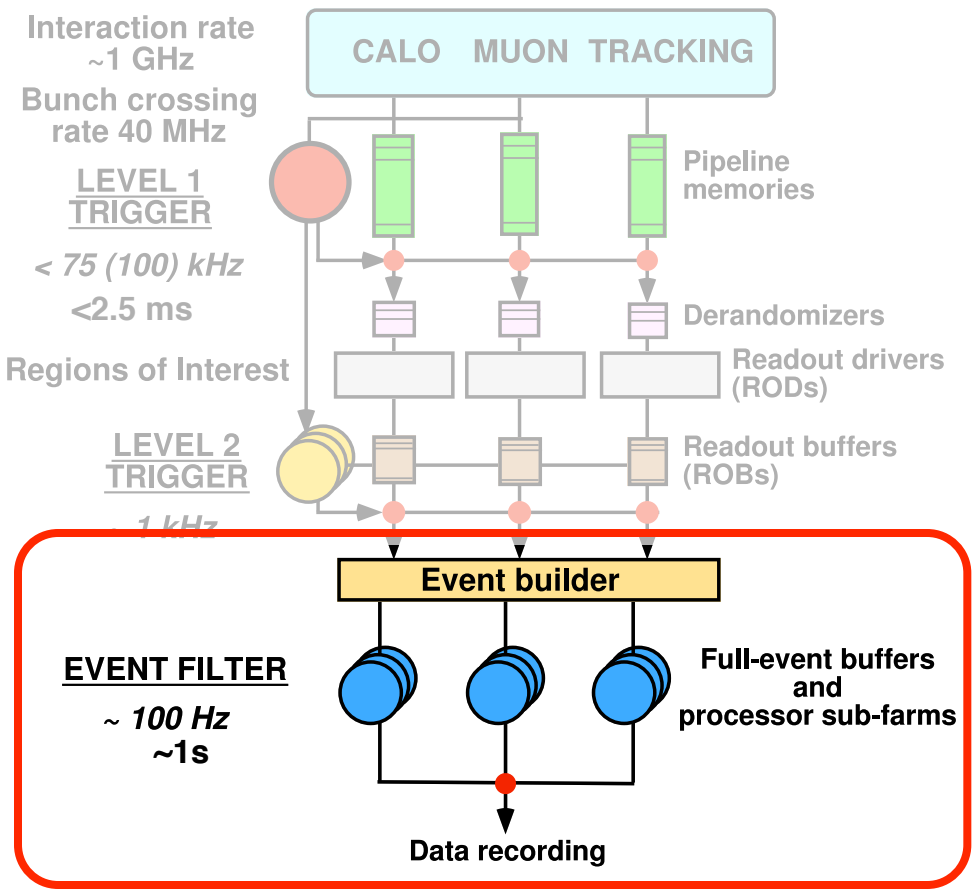 Interaction rate
~1 GHz
CALO MUON TRACKING
Bunch crossing
rate 40 MHz
Pipeline
memories
LEVEL 1
TRIGGER
< 75 (100) kHz
<2.5 ms
Derandomizers
Regions of Interest
Readout drivers
(RODs)
LEVEL 2
TRIGGER
Readout buffers
(ROBs)
~ 1 kHz
Event builder
EVENT FILTER
~ 100 Hz
~1s
Full-event buffers
and
processor sub-farms
Data recording